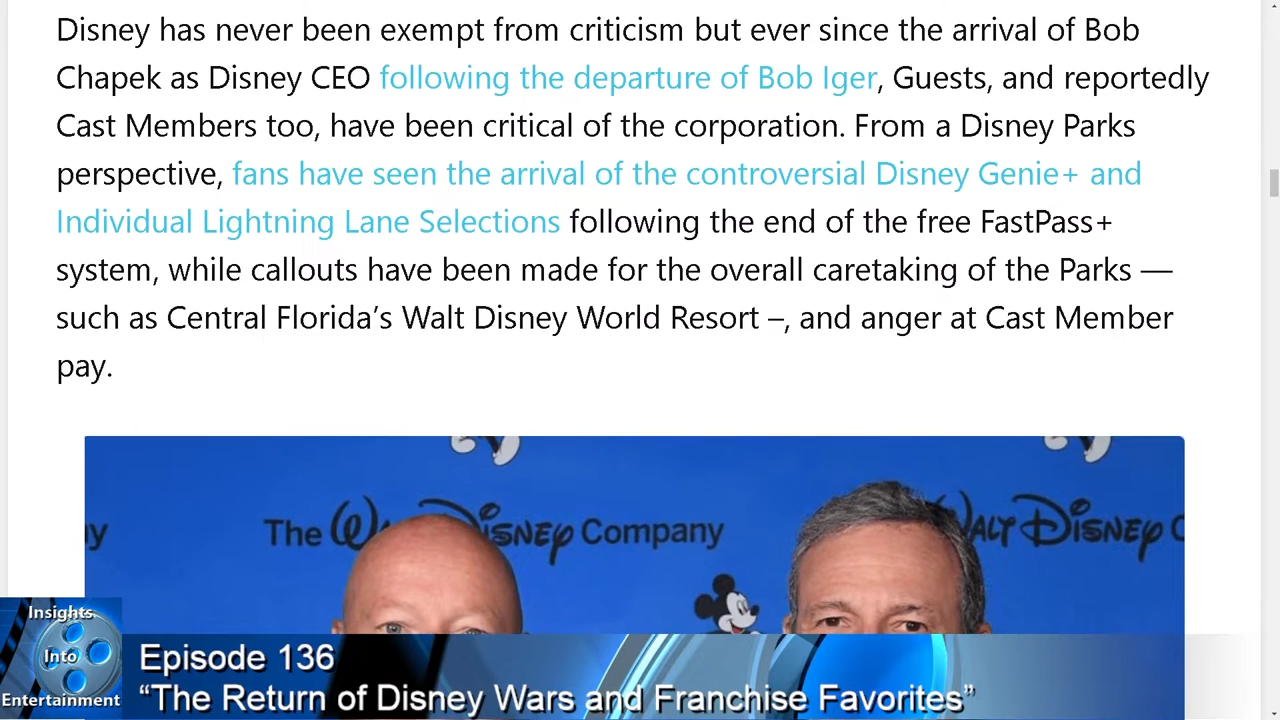 Disney has never been exempt from criticism but ever since the arrival of Bob
Chapek as Disney CEO following the departure of Bob Iger, Guests, and reportedly
Cast Members too, have been critical of the corporation. From a Disney Parks
perspective, fans have seen the arrival of the controversial Disney Genie+ and
Individual Lightning Lane Selections following the end of the free FastPass+
system, while callouts have been made for the overall caretaking of the Parks —
such as Central Florida’s Walt Disney World Resort –, and anger at Cast Member
pay.
The Walt Disney Company
Walt Disney
Insights
Into
Entertainment
Episode 136
“The Return of Disney Wars and Franchise Favorites”